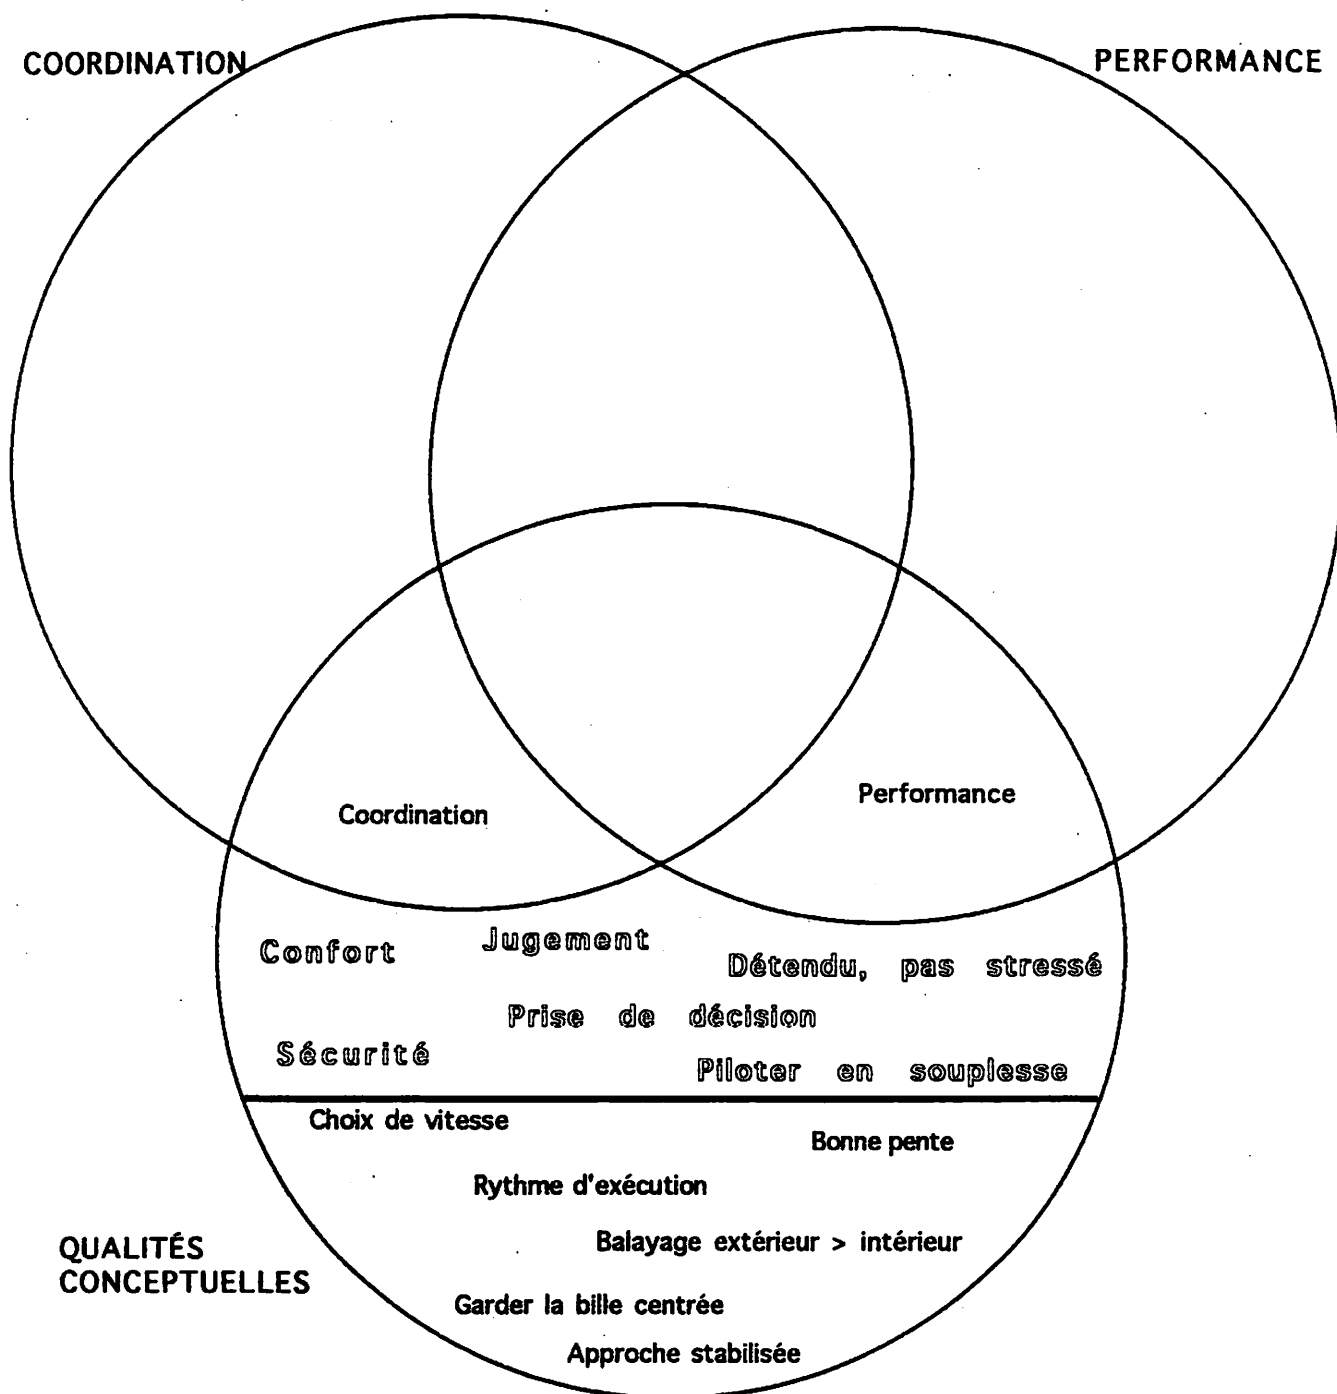 COORDINATION
PERFORMANCE
Performance
Coordination
Jugement
Confort
Détendu, pas stressé
Prise de décision
Sécurité
Piloter en souplesse
Choix de vitesse
Bonne pente
Rythme d'exécution
Balayage extérieur > intérieur
QUALITÉS
CONCEPTUELLES
Garder la bille centrée
Approche stabilisée